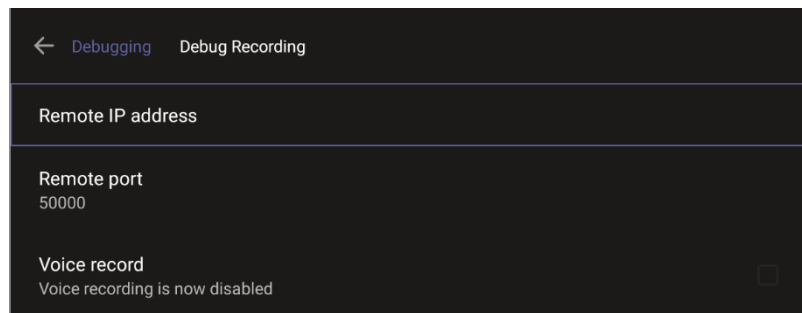 Debugging Debug Recording
Remote IP address
Remote port
50000
Voice record
Voice recording is now disabled